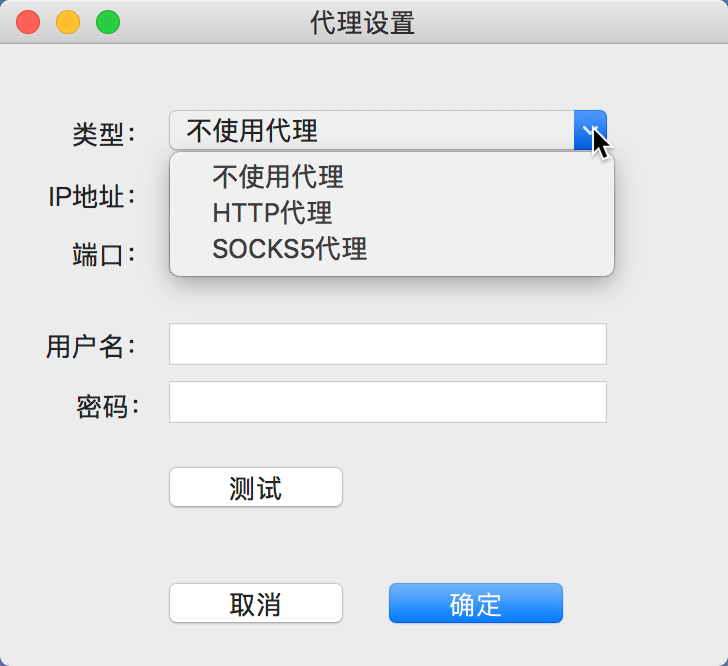 代理设置
类型：
不使用代理
不使用代理
IP地址：
HTTP代理
端口：
SOCKS5代理
用户名：
密码：
测试
取消
确定